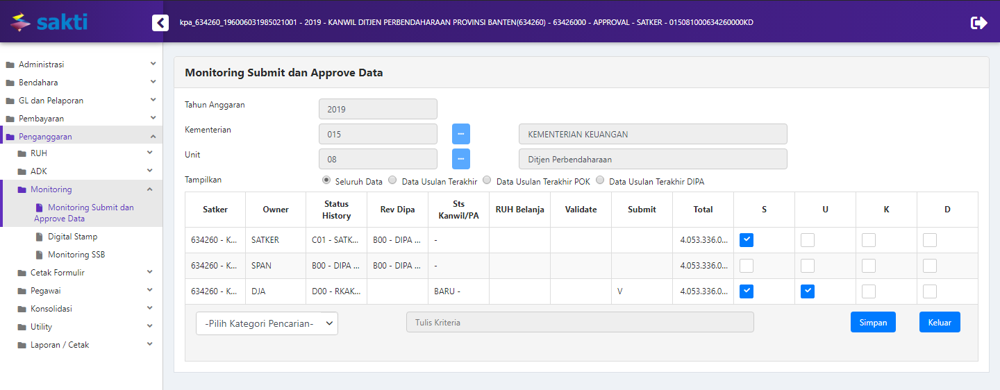 sakti
kpa_634260_196006031985021001 - 2019 - KANWIL DITJEN PERBENDAHARAAN PROVINSI BANTEN(634260) - 63426000 - APPROVAL - SATKER - 015081000634260000KD
Administrasi
Bendahara
GL dan Pelaporan
Pembayaran
Penganggaran
RUH
ADK
Monitoring
Monitoring Submit dan
Approve Data
Digital Stamp
Monitoring SSB
Cetak Formulir
Pegawai
Konsolidasi
Utility
Laporan / Cetak
Monitoring Submit dan Approve Data
Tahun Anggaran 2019
Kementerian 015 ... KEMENTERIAN KEUANGAN
Unit 08 ... Ditjen Perbendaharaan
Tampilkan Seluruh Data Data Usulan Terakhir Data Usulan Terakhir POK Data Usulan Terakhir DIPA
Satker Owner Status History Rev Dipa Sts Kanwil/PA RUH Belanja Validate Submit Total S U K D
634260 - K... SATKER C01 - SATK... B00 - DIPA ... - 4.053.336.0...
634260 - K... SPAN B00 - DIPA ... B00 - DIPA ... - 4.053.336.0...
634260 - K... DJA D00 - RKAK... BARU - V 4.053.336.0...
-Pilih Kategori Pencarian- Tulis Kriteria Simpan Keluar